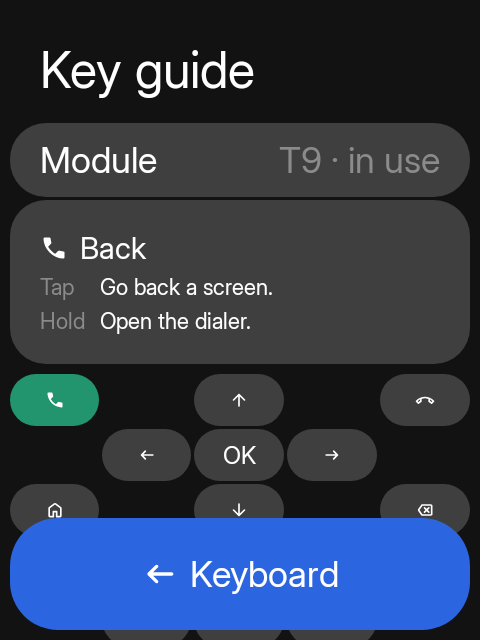 Key guide
Module T9 · in use
Back
Tap Go back a screen.
Hold Open the dialer.
OK
Keyboard